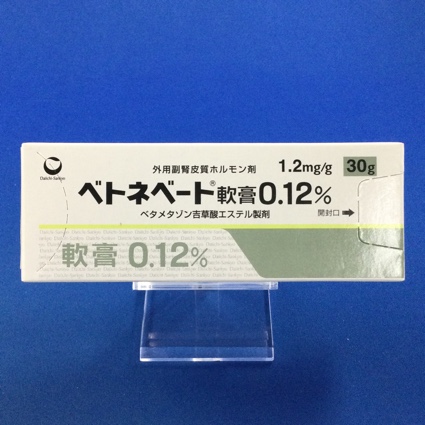 外用副腎皮質ホルモン剤 1.2mg/g 30g
Daiichi-Sankyo
ベトネベート®軟膏0.12%
ベタメタゾン吉草酸エステル製剤 開封口→
軟膏 0.12%